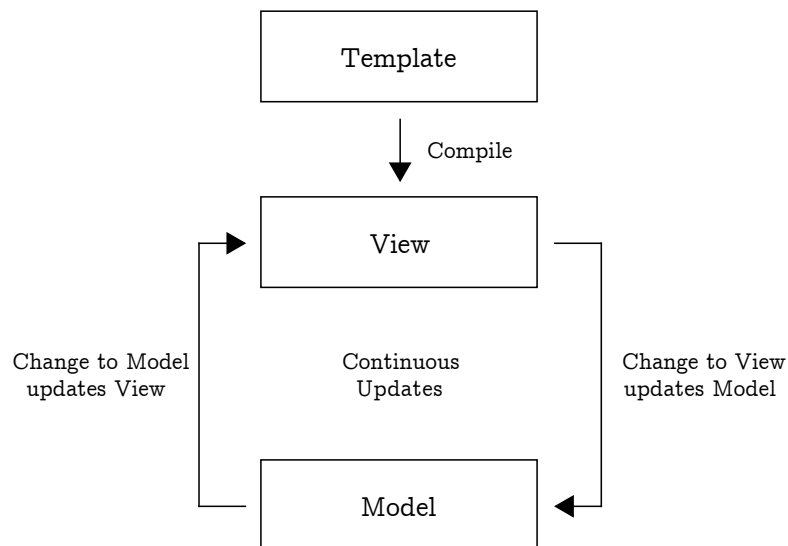 Template
Compile
View
Change to Model
updates View
Continuous
Updates
Change to View
updates Model
Model